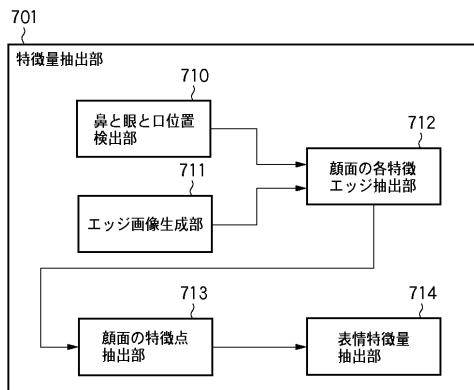 701
特徴量抽出部
710
鼻と眼と口位置
検出部
711
エッジ画像生成部
712
顔面の各特徴
エッジ抽出部
713
顔面の特徴点
抽出部
714
表情特徴量
抽出部